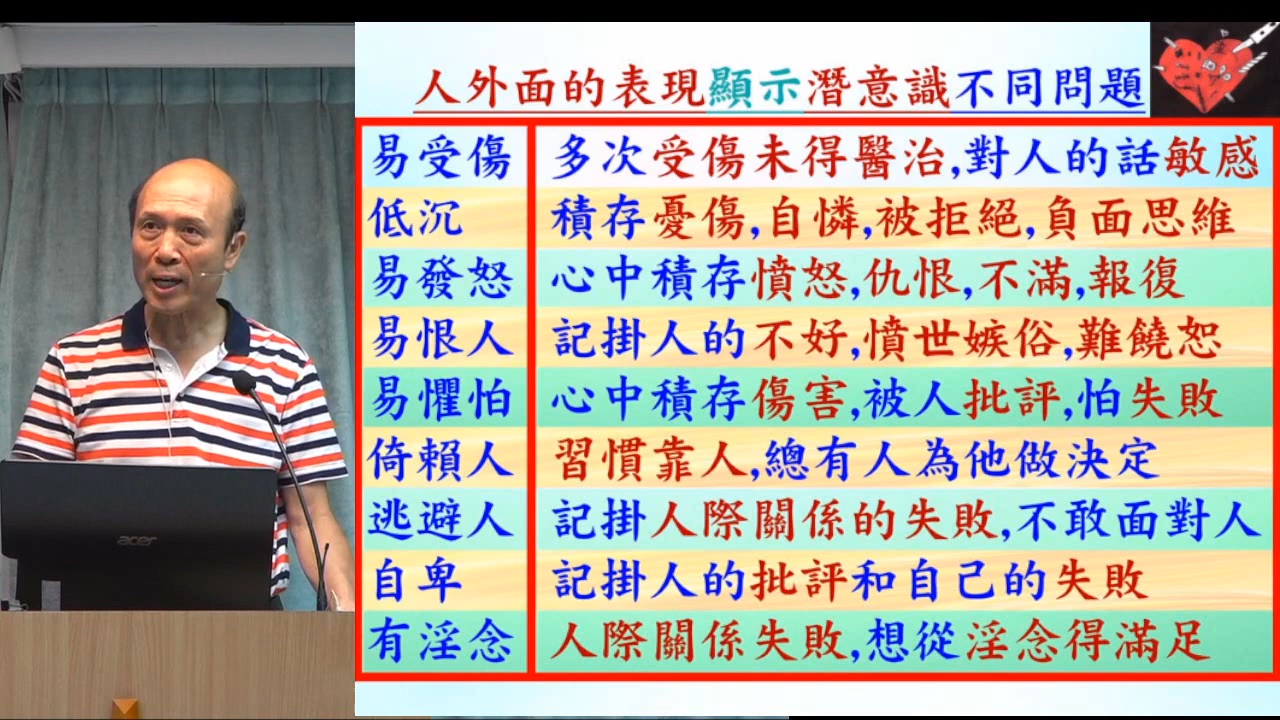 人外面的表現顯示潛意識不同問題
易受傷 多次受傷未得醫治,對人的話敏感
低沉 積存憂傷,自憐,被拒絕,負面思維
易發怒 心中積存憤怒,仇恨,不滿,報復
易恨人 記掛人的不好,憤世嫉俗,難饒恕
易懼怕 心中積存傷害,被人批評,怕失敗
倚賴人 習慣靠人,總有人為他做決定
逃避人 記掛人際關係的失敗,不敢面對人
自卑 記掛人的批評和自己的失敗
有淫念 人際關係失敗,想從淫念得滿足
acer